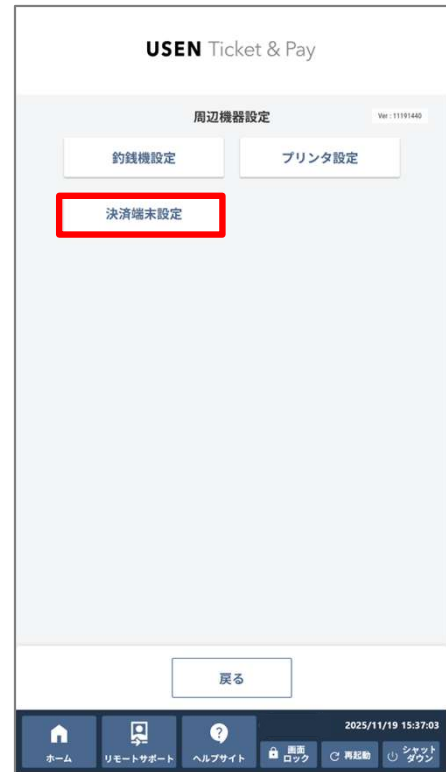 USEN Ticket & Pay
周辺機器設定
Ver : 11191440
釣銭機設定
プリンタ設定
決済端末設定
戻る
2025/11/19 15:37:03
ホーム
リモートサポート
ヘルプサイト
画面
ロック
再起動
シャット
ダウン